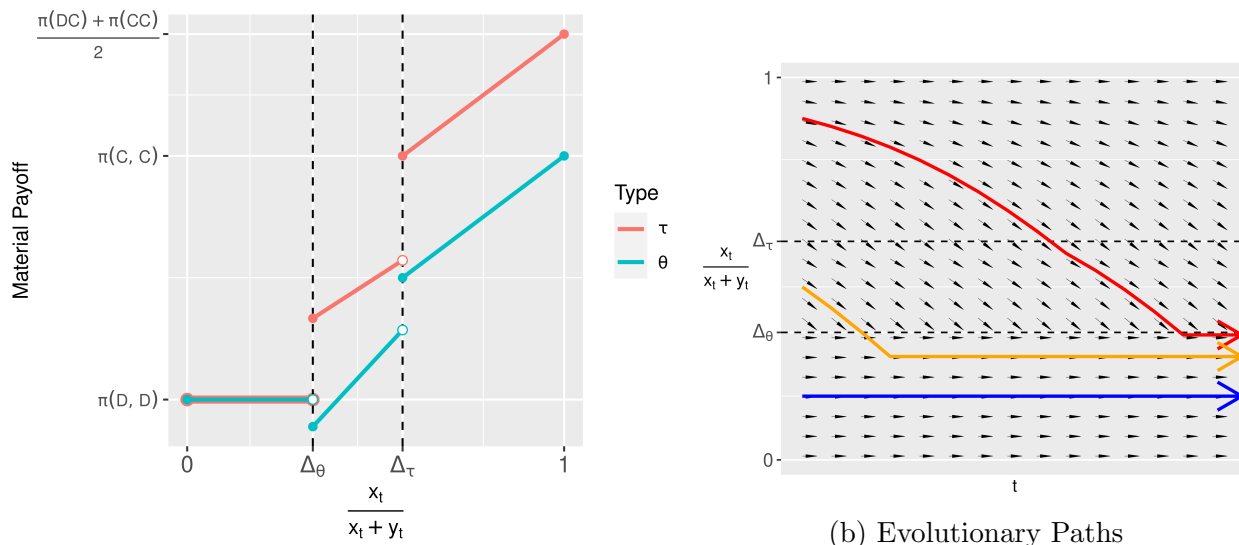 π(DC) + π(CC)
2
π(C, C)
π(D, D)
Material Payoff
0
Δθ
Δτ
1
xt
xt + yt
Type
τ
θ
1
Δτ
xt
xt + yt
Δθ
0
t
(b) Evolutionary Paths